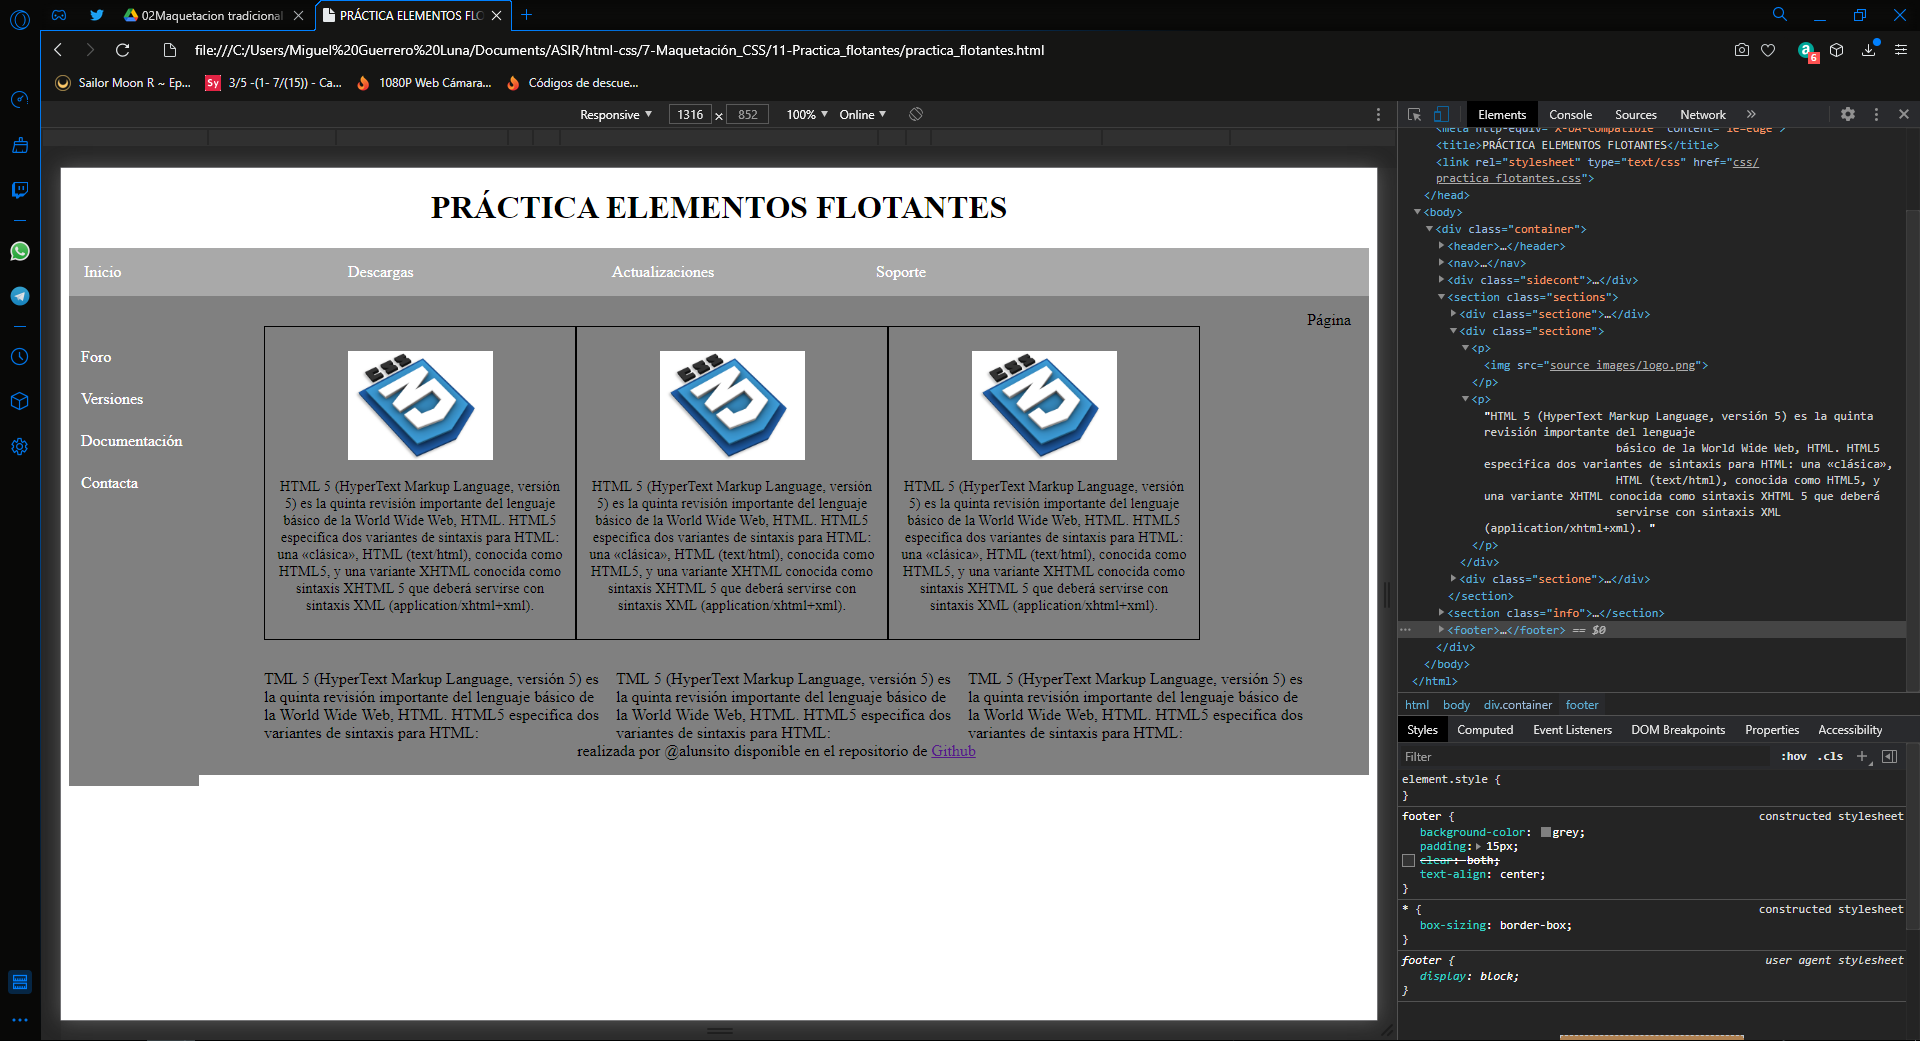 02Maquetacion tradicional
PRÁCTICA ELEMENTOS FLO
file:///C:/Users/Miguel%20Guerrero%20Luna/Documents/ASIR/html-css/7-Maquetación_CSS/11-Practica_flotantes/practica_flotantes.html
6
Sailor Moon R ~ Ep...
Sy
3/5 -(1- 7/(15)) - Ca...
1080P Web Cámara...
Códigos de descue...
Responsive
1316 × 852
100%
Online
PRÁCTICA ELEMENTOS FLOTANTES
Inicio
Descargas
Actualizaciones
Soporte
Foro
Versiones
Documentación
Contacta
HTML 5 (HyperText Markup Language, versión
5) es la quinta revisión importante del lenguaje
básico de la World Wide Web, HTML. HTML5
especifica dos variantes de sintaxis para HTML:
una «clásica», HTML (text/html), conocida como
HTML5, y una variante XHTML conocida como
sintaxis XHTML 5 que deberá servirse con
sintaxis XML (application/xhtml+xml).
HTML 5 (HyperText Markup Language, versión
5) es la quinta revisión importante del lenguaje
básico de la World Wide Web, HTML. HTML5
especifica dos variantes de sintaxis para HTML:
una «clásica», HTML (text/html), conocida como
HTML5, y una variante XHTML conocida como
sintaxis XHTML 5 que deberá servirse con
sintaxis XML (application/xhtml+xml).
HTML 5 (HyperText Markup Language, versión
5) es la quinta revisión importante del lenguaje
básico de la World Wide Web, HTML. HTML5
especifica dos variantes de sintaxis para HTML:
una «clásica», HTML (text/html), conocida como
HTML5, y una variante XHTML conocida como
sintaxis XHTML 5 que deberá servirse con
sintaxis XML (application/xhtml+xml).
Página
TML 5 (HyperText Markup Language, versión 5) es
la quinta revisión importante del lenguaje básico de
la World Wide Web, HTML. HTML5 especifica dos
variantes de sintaxis para HTML:
TML 5 (HyperText Markup Language, versión 5) es
la quinta revisión importante del lenguaje básico de
la World Wide Web, HTML. HTML5 especifica dos
variantes de sintaxis para HTML:
TML 5 (HyperText Markup Language, versión 5) es
la quinta revisión importante del lenguaje básico de
la World Wide Web, HTML. HTML5 especifica dos
variantes de sintaxis para HTML:
realizada por @alunsito disponible en el repositorio de Github
Elements
Console
Sources
Network
»
<meta http-equiv="X-UA-Compatible" content="ie=edge">
<title>PRÁCTICA ELEMENTOS FLOTANTES</title>
<link rel="stylesheet" type="text/css" href="css/
practica_flotantes.css">
</head>
<body>
<div class="container">
<header>…</header>
<nav>…</nav>
<div class="sidecont">…</div>
<section class="sections">
<div class="sectione">…</div>
<div class="sectione">
<p>
<img src="source_images/logo.png">
</p>
<p>
"HTML 5 (HyperText Markup Language, versión 5) es la quinta
revisión importante del lenguaje
básico de la World Wide Web, HTML. HTML5
especifica dos variantes de sintaxis para HTML: una «clásica»,
HTML (text/html), conocida como HTML5, y
una variante XHTML conocida como sintaxis XHTML 5 que deberá
servirse con sintaxis XML
(application/xhtml+xml). "
</p>
</div>
<div class="sectione">…</div>
</section>
<section class="info">…</section>
<footer>…</footer> == $0
</div>
</body>
</html>
html body div.container footer
Styles
Computed
Event Listeners
DOM Breakpoints
Properties
Accessibility
Filter
:hov .cls +
element.style {
}
footer { constructed stylesheet
background-color: grey;
padding: 15px;
clear: both;
text-align: center;
}
* { constructed stylesheet
box-sizing: border-box;
}
footer { user agent stylesheet
display: block;
}